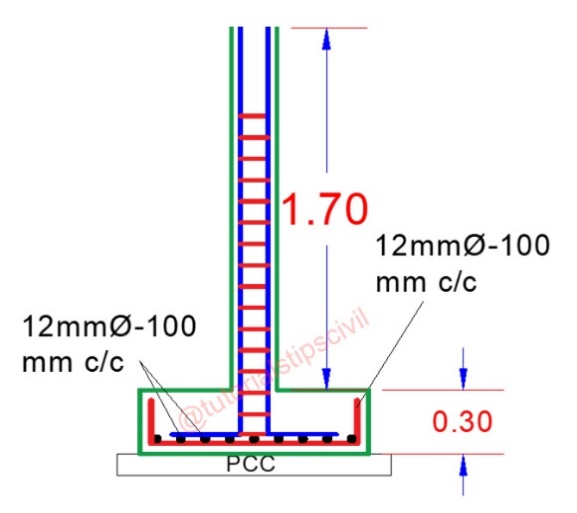 1.70
12mmØ-100
mm c/c
12mmØ-100
mm c/c
@tutorialstipscivil
0.30
PCC